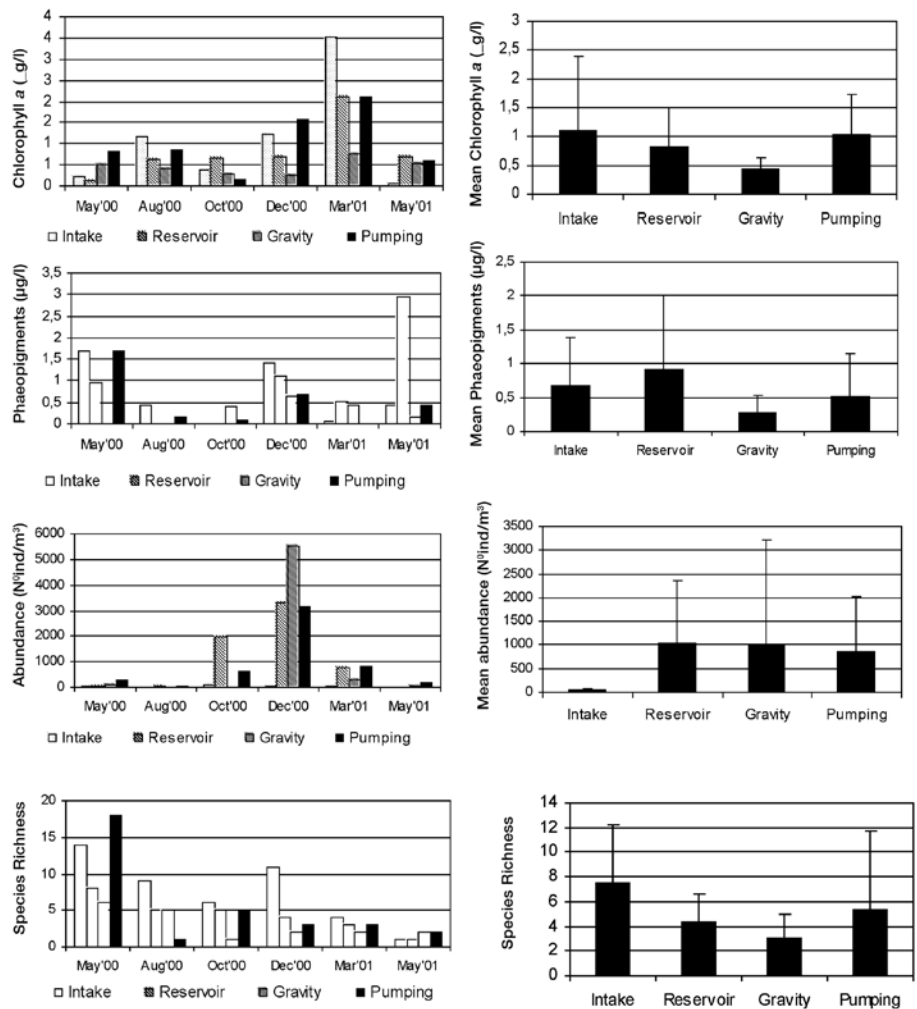 Chlorophyll a (_g/l)
4
4
3
3
2
2
1
1
0
May'00 Aug'00 Oct'00 Dec'00 Mar'01 May'01
Intake Reservoir Gravity Pumping
Mean Chlorophyll a (_g/l)
3
2,5
2
1,5
1
0,5
0
Intake Reservoir Gravity Pumping
Phaeopigments (µg/l)
3,5
3
2,5
2
1,5
1
0,5
0
May'00 Aug'00 Oct'00 Dec'00 Mar'01 May'01
Intake Reservoir Gravity Pumping
Mean Phaeopigments (µg/l)
2,5
2
1,5
1
0,5
0
Intake Reservoir Gravity Pumping
Abundance (Nºind/m³)
6000
5000
4000
3000
2000
1000
0
May'00 Aug'00 Oct'00 Dec'00 Mar'01 May'01
Intake Reservoir Gravity Pumping
Mean abundance (Nºind/m³)
3500
3000
2500
2000
1500
1000
500
0
Intake Reservoir Gravity Pumping
Species Richness
20
15
10
5
0
May'00 Aug'00 Oct'00 Dec'00 Mar'01 May'01
Intake Reservoir Gravity Pumping
Species Richness
14
12
10
8
6
4
2
0
Intake Reservoir Gravity Pumping